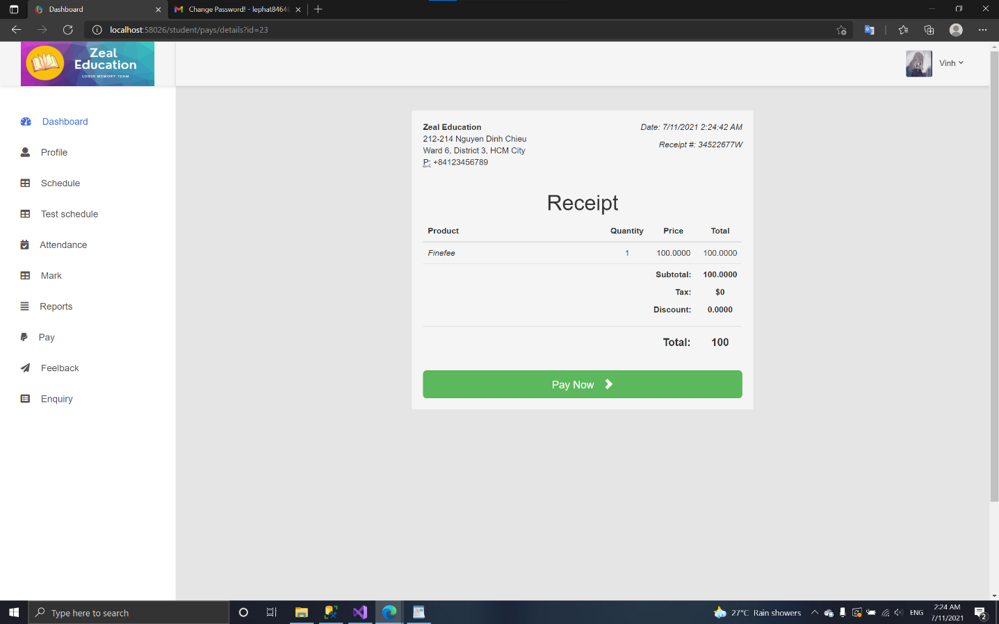 Dashboard
Change Password! - lephat8464
localhost:58026/student/pays/details?id=23
Zeal
Education
LOGIN MEMORY TEAM
Vinh
Dashboard
Profile
Schedule
Test schedule
Attendance
Mark
Reports
Pay
Feelback
Enquiry
Zeal Education
212-214 Nguyen Dinh Chieu
Ward 6, District 3, HCM City
P: +84123456789
Date: 7/11/2021 2:24:42 AM
Receipt #: 34522677W
Receipt
Product Quantity Price Total
Finefee 1 100.0000 100.0000
Subtotal: 100.0000
Tax: $0
Discount: 0.0000
Total: 100
Pay Now
Type here to search
27°C Rain showers
ENG
2:24 AM
7/11/2021
2